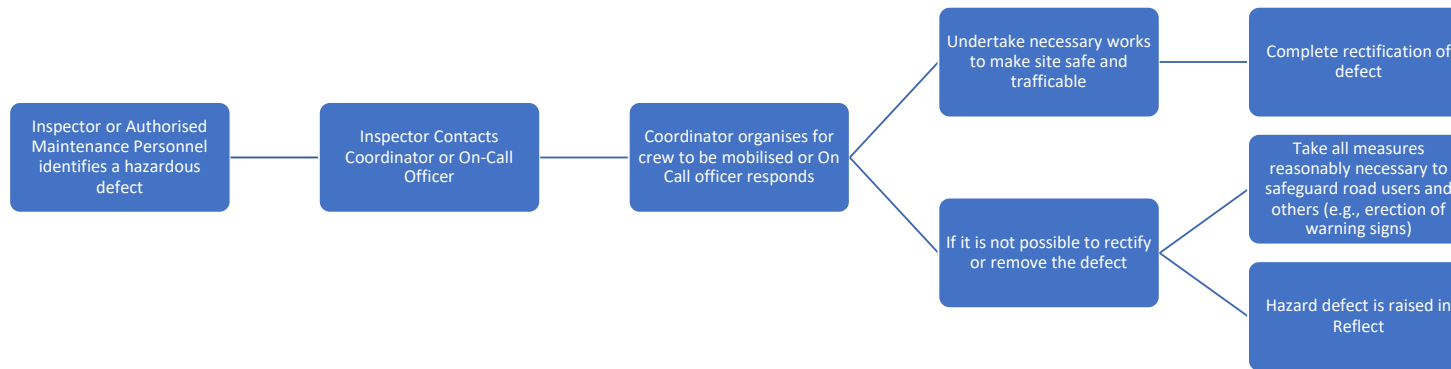 Inspector or Authorised
Maintenance Personnel
identifies a hazardous
defect
Inspector Contacts
Coordinator or On-Call
Officer
Coordinator organises for
crew to be mobilised or On
Call officer responds
Undertake necessary works
to make site safe and
trafficable
Complete rectification of
defect
If it is not possible to rectify
or remove the defect
Take all measures
reasonably necessary to
safeguard road users and
others (e.g., erection of
warning signs)
Hazard defect is raised in
Reflect